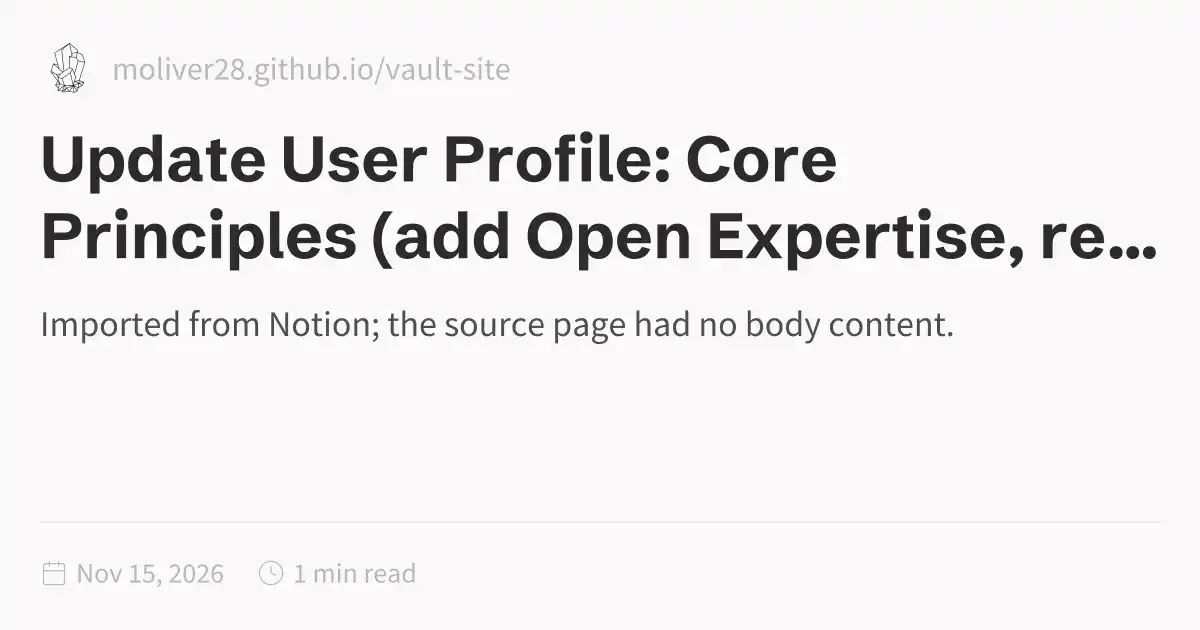 moliver28.github.io/vault-site
Update User Profile: Core
Principles (add Open Expertise, re...
Imported from Notion; the source page had no body content.
Nov 15, 2026
1 min read